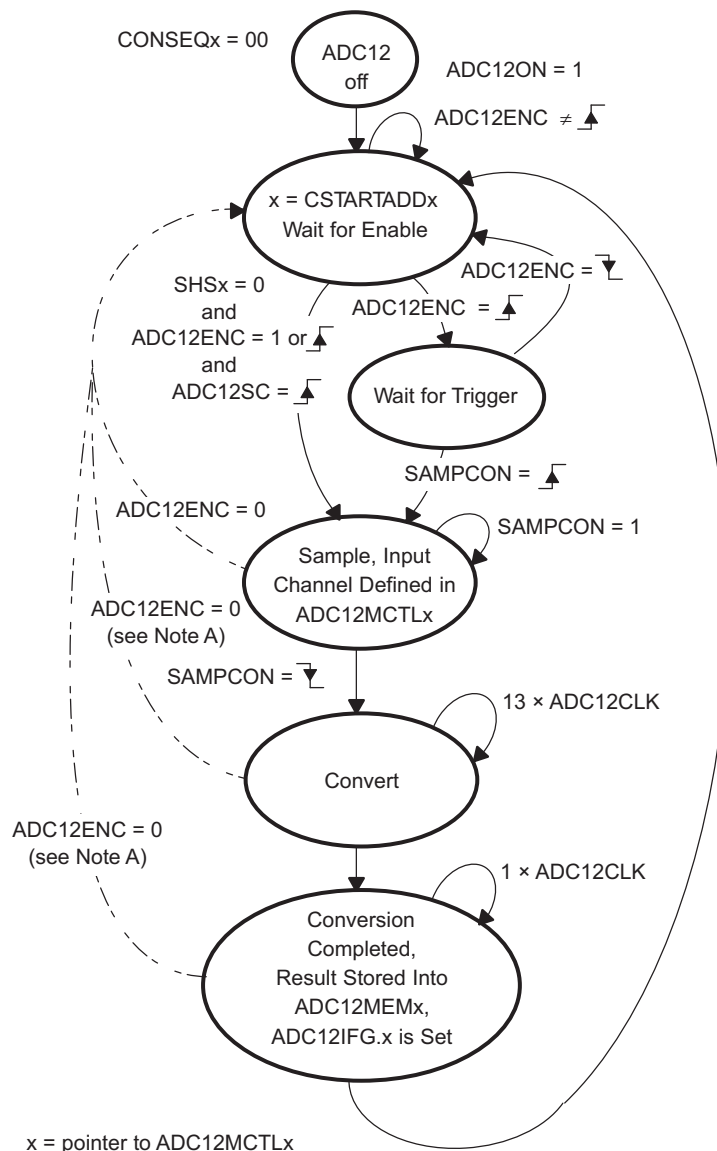 CONSEQx = 00
ADC12
off
ADC12ON = 1
ADC12ENC ≠
x = CSTARTADDx
Wait for Enable
ADC12ENC =
SHSx = 0
and
ADC12ENC = 1 or
and
ADC12SC =
ADC12ENC =
Wait for Trigger
SAMPCON =
ADC12ENC = 0
SAMPCON = 1
Sample, Input
Channel Defined in
ADC12MCTLx
ADC12ENC = 0
(see Note A)
SAMPCON =
13 × ADC12CLK
Convert
ADC12ENC = 0
(see Note A)
1 × ADC12CLK
Conversion
Completed,
Result Stored Into
ADC12MEMx,
ADC12IFG.x is Set
x = pointer to ADC12MCTLx